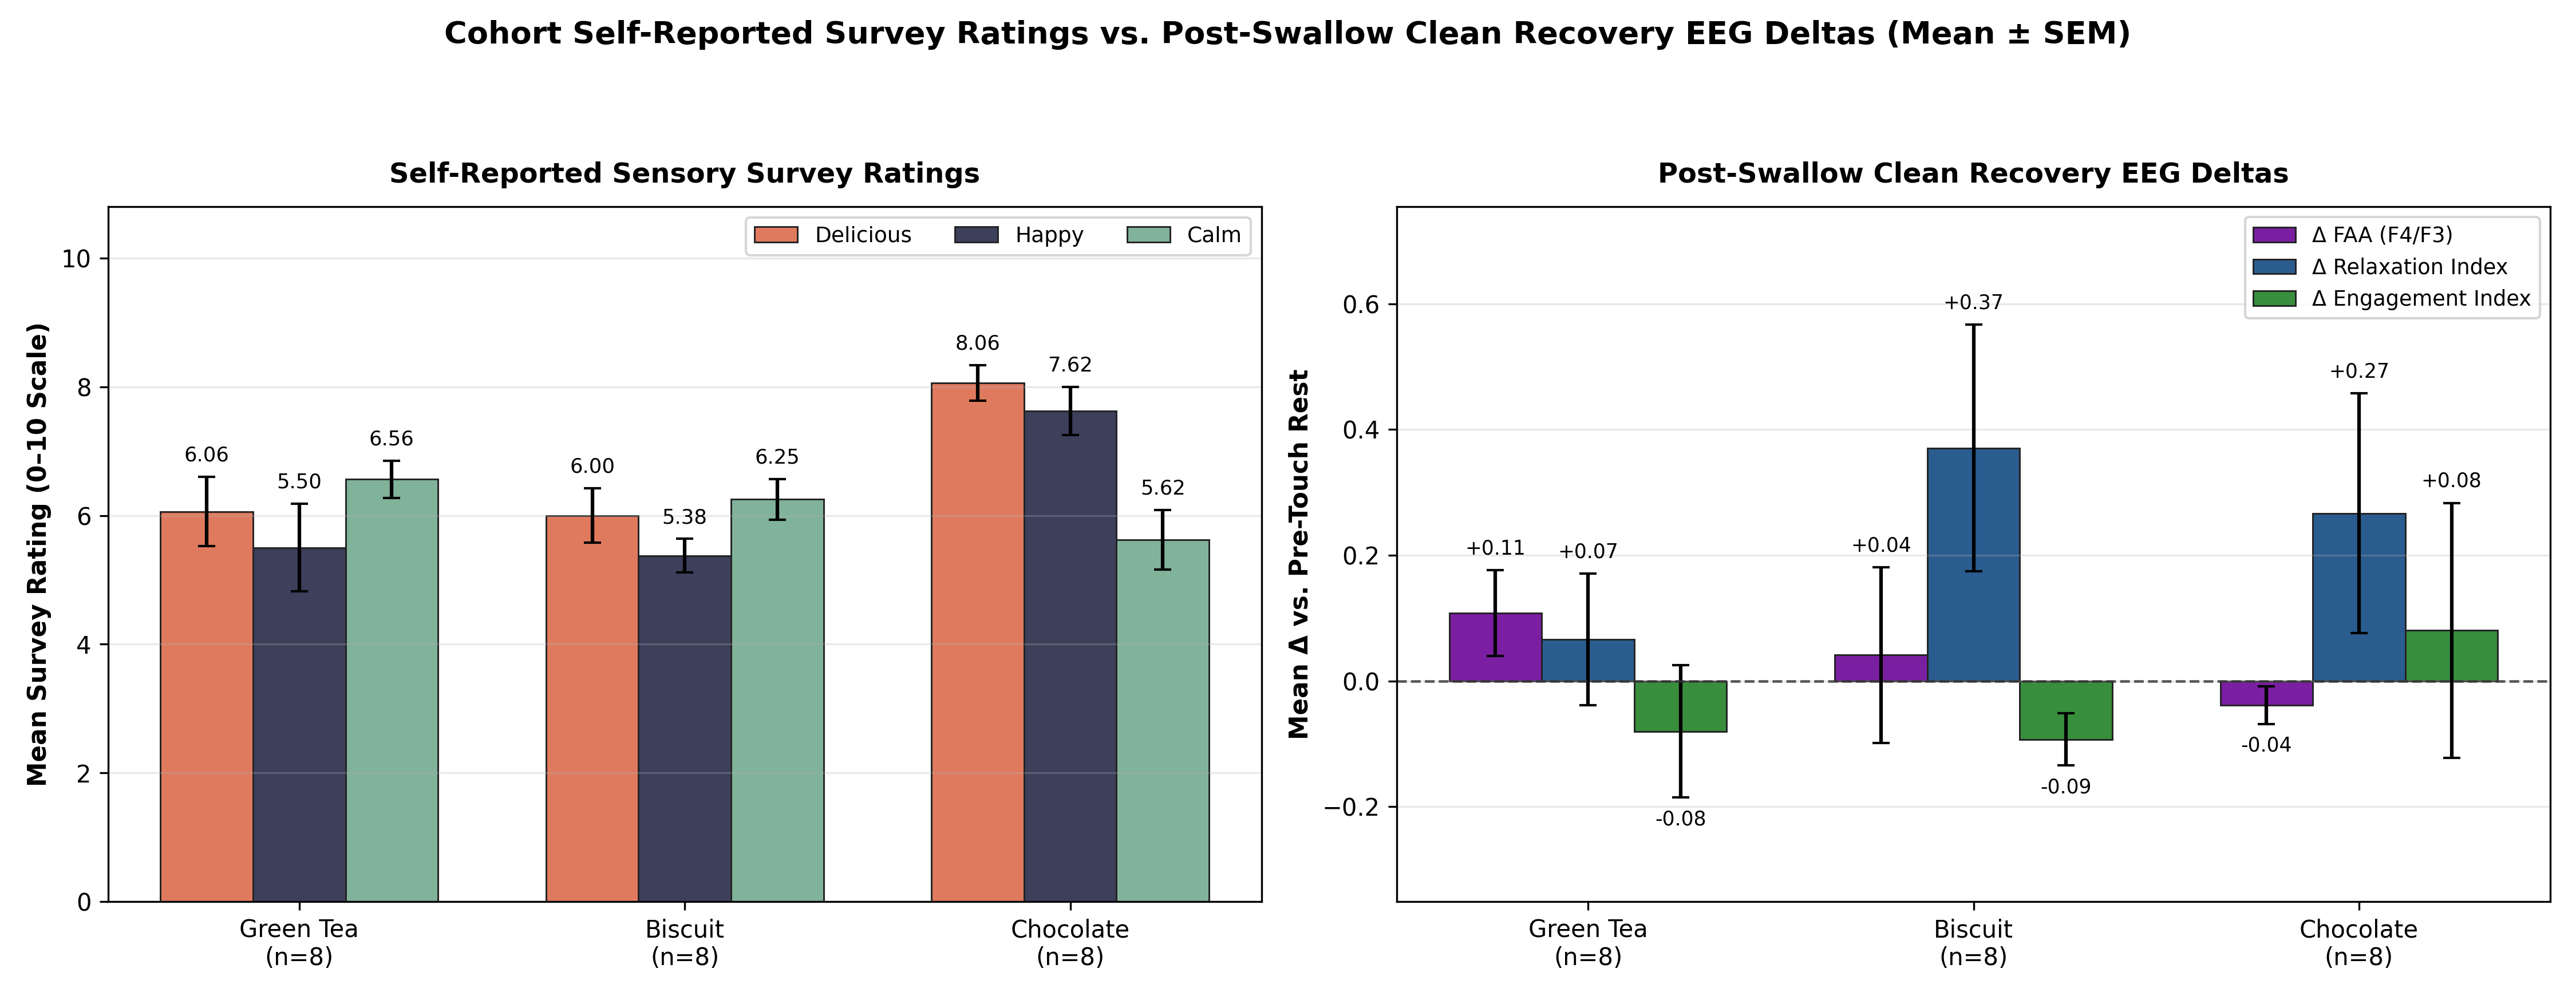 Cohort Self-Reported Survey Ratings vs. Post-Swallow Clean Recovery EEG Deltas (Mean ± SEM)
Self-Reported Sensory Survey Ratings
Delicious
Happy
Calm
Mean Survey Rating (0–10 Scale)
10
8
6
4
2
0
6.06
5.50
6.56
6.00
5.38
6.25
8.06
7.62
5.62
Green Tea
(n=8)
Biscuit
(n=8)
Chocolate
(n=8)
Post-Swallow Clean Recovery EEG Deltas
Δ FAA (F4/F3)
Δ Relaxation Index
Δ Engagement Index
Mean Δ vs. Pre-Touch Rest
0.6
0.4
0.2
0.0
−0.2
+0.11
+0.07
-0.08
+0.04
+0.37
-0.09
-0.04
+0.27
+0.08
Green Tea
(n=8)
Biscuit
(n=8)
Chocolate
(n=8)